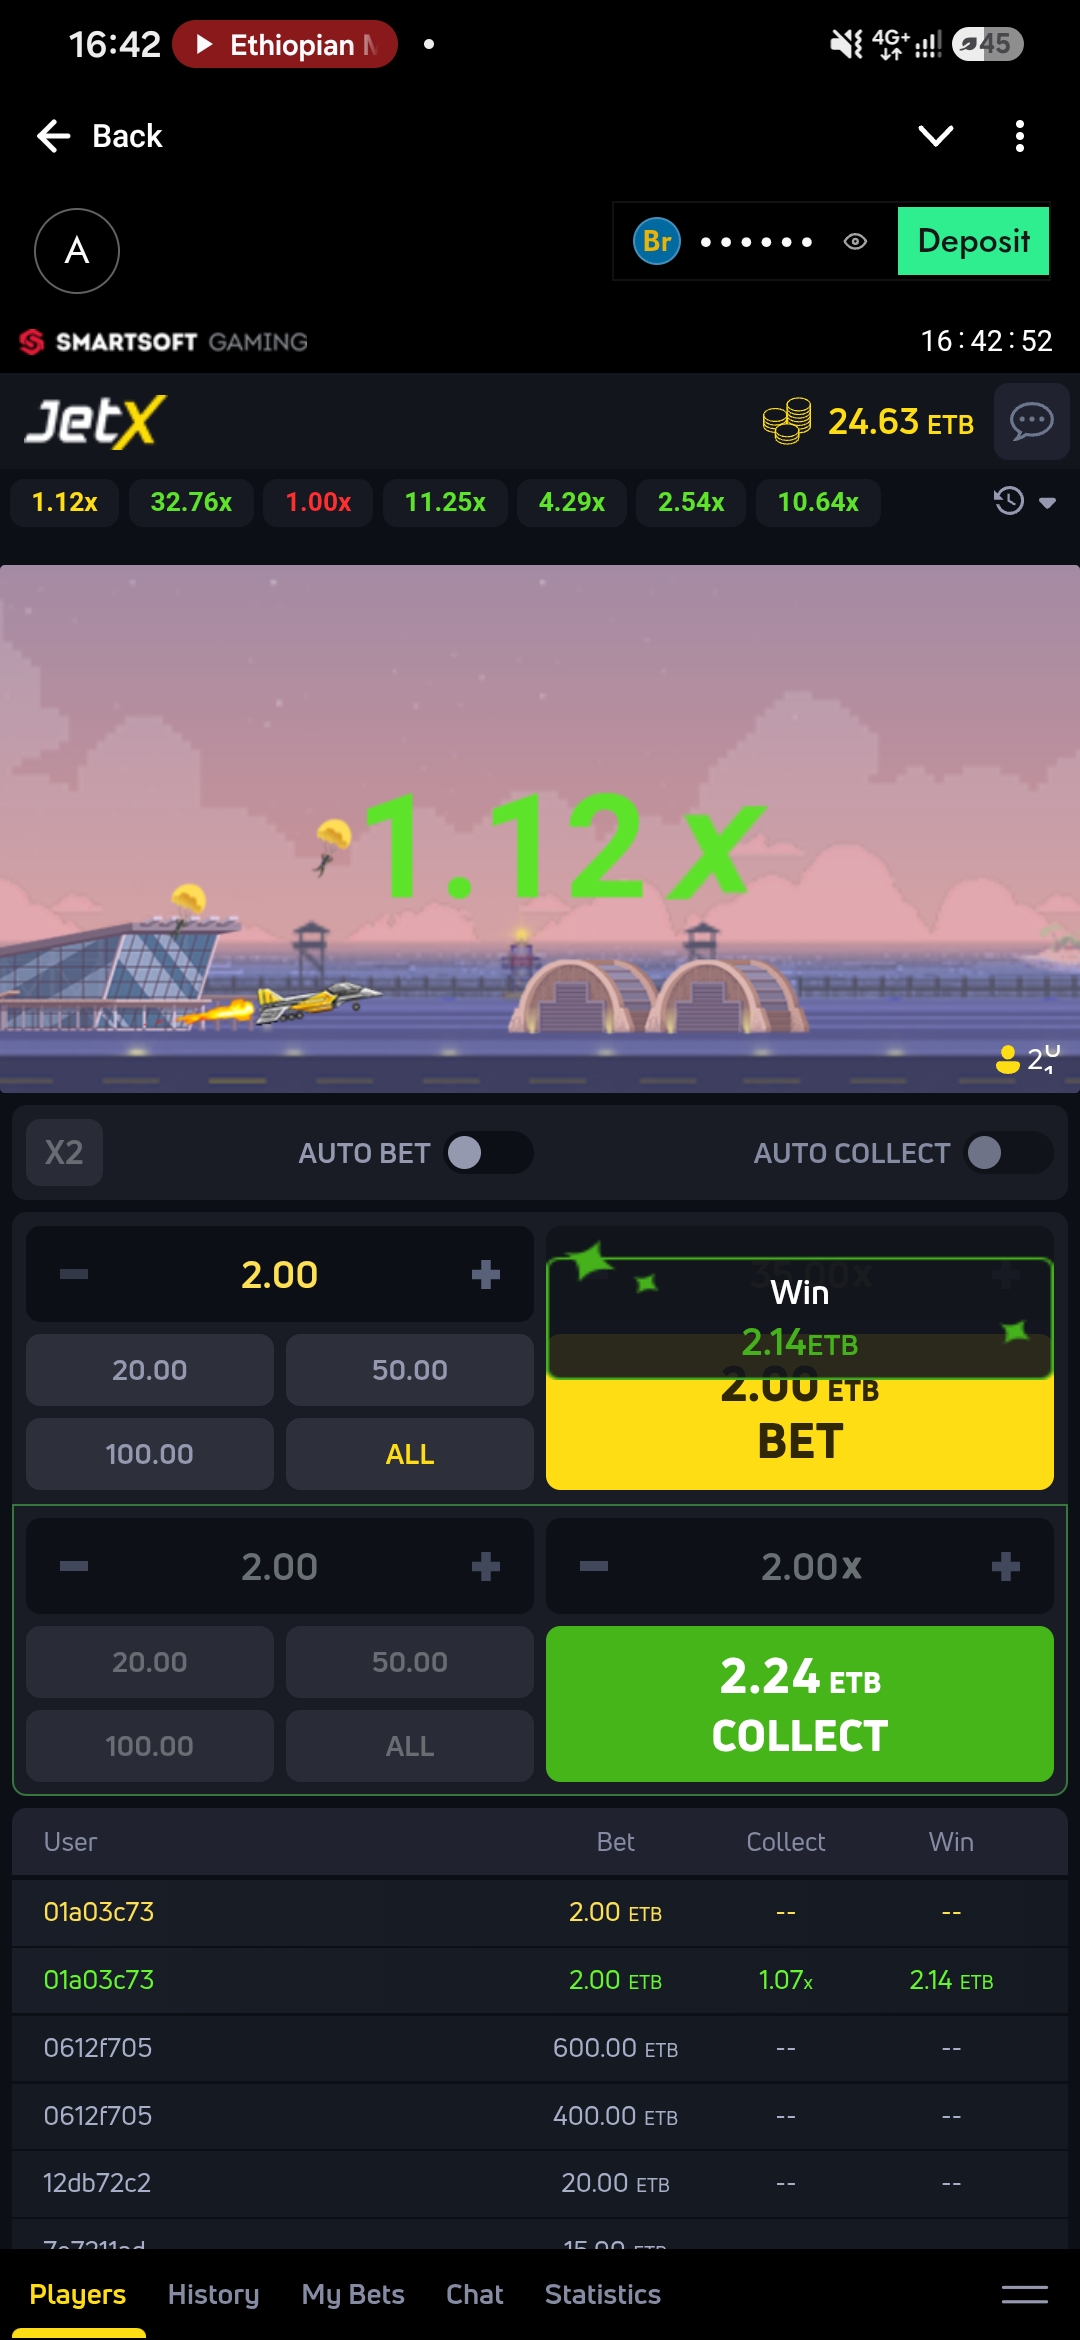 16:42 Ethiopian
4G+ 45
Back
A
Br Deposit
SMARTSOFT GAMING 16 : 42 : 52
JetX 24.63 ETB
1.12x 32.76x 1.00x 11.25x 4.29x 2.54x 10.64x
1.12x
X2 AUTO BET AUTO COLLECT
2.00
Win
2.14ETB
20.00 50.00
2.00 ETB
BET
100.00 ALL
2.00 2.00x
20.00 50.00
2.24 ETB
COLLECT
100.00 ALL
User Bet Collect Win
01a03c73 2.00 ETB -- --
01a03c73 2.00 ETB 1.07x 2.14 ETB
0612f705 600.00 ETB -- --
0612f705 400.00 ETB -- --
12db72c2 20.00 ETB -- --
Players History My Bets Chat Statistics